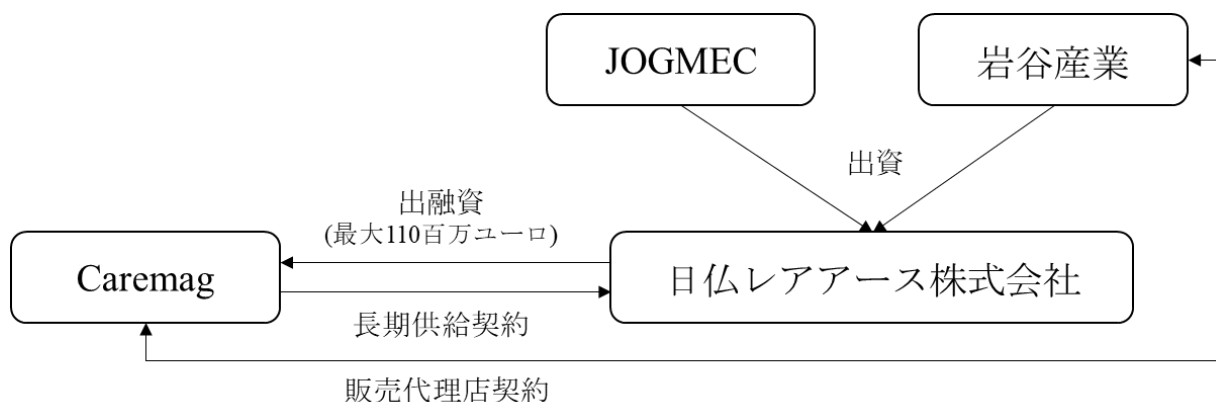 JOGMEC
岩谷産業
出資
出融資
(最大110百万ユーロ)
Caremag
日仏レアアース株式会社
長期供給契約
販売代理店契約